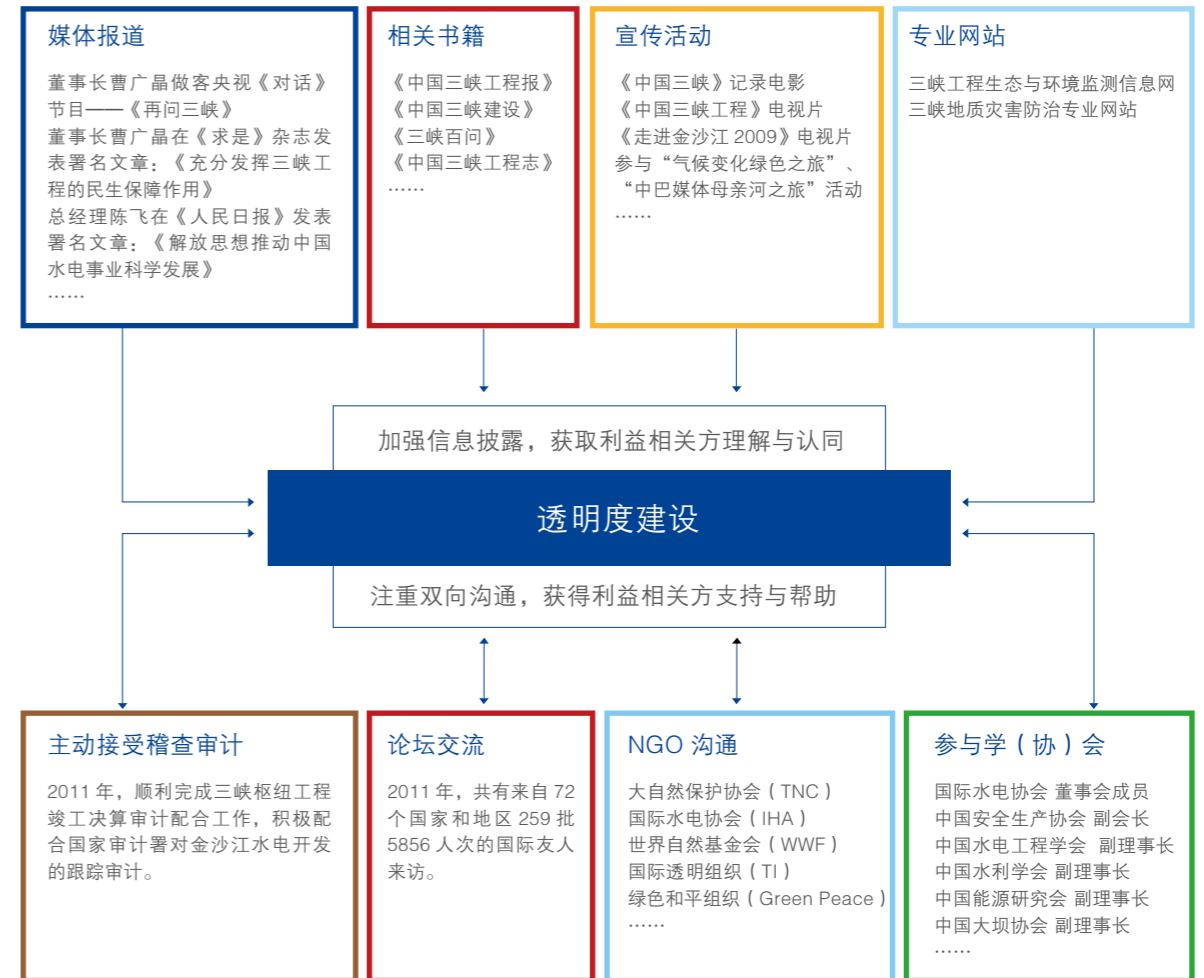 媒体报道
董事长曹广晶做客央视《对话》
节目——《再问三峡》
董事长曹广晶在《求是》杂志发
表署名文章：《充分发挥三峡工
程的民生保障作用》
总经理陈飞在《人民日报》发表
署名文章：《解放思想推动中国
水电事业科学发展》
……
相关书籍
《中国三峡工程报》
《中国三峡建设》
《三峡百问》
《中国三峡工程志》
……
宣传活动
《中国三峡》记录电影
《中国三峡工程》电视片
《走进金沙江 2009》电视片
参与“气候变化绿色之旅”、
“中巴媒体母亲河之旅”活动
……
专业网站
三峡工程生态与环境监测信息网
三峡地质灾害防治专业网站
加强信息披露，获取利益相关方理解与认同
透明度建设
注重双向沟通，获得利益相关方支持与帮助
主动接受稽查审计
2011 年，顺利完成三峡枢纽工程
竣工决算审计配合工作，积极配
合国家审计署对金沙江水电开发
的跟踪审计。
论坛交流
2011 年，共有来自 72
个国家和地区 259 批
5856 人次的国际友人
来访。
NGO 沟通
大自然保护协会（TNC）
国际水电协会（IHA）
世界自然基金会（WWF）
国际透明组织（TI）
绿色和平组织（Green Peace）
……
参与学（协）会
国际水电协会 董事会成员
中国安全生产协会 副会长
中国水电工程学会 副理事长
中国水利学会 副理事长
中国能源研究会 副理事长
中国大坝协会 副理事长
……